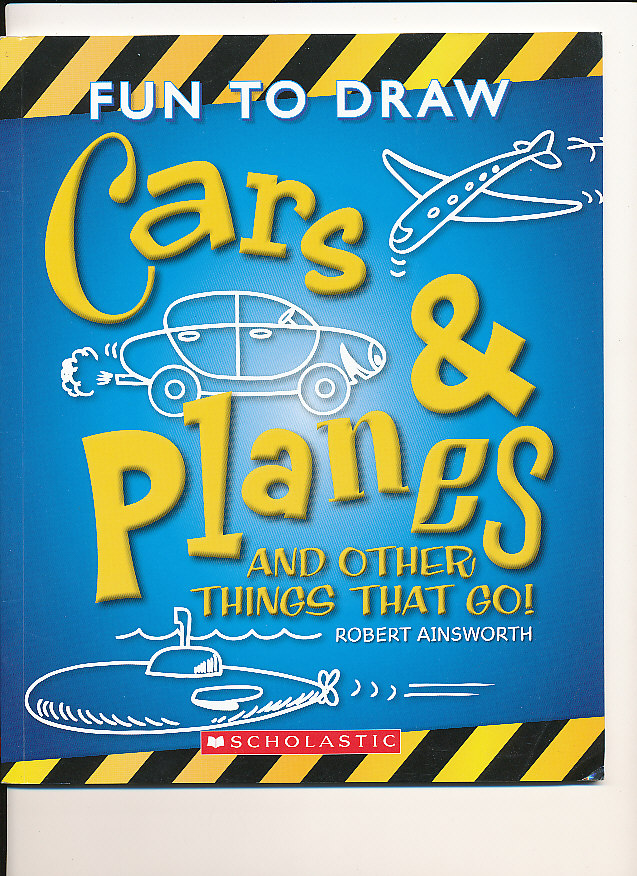 FUN TO DRAW
Cars
&
Planes
AND OTHER
THINGS THAT GO!
ROBERT AINSWORTH
SCHOLASTIC